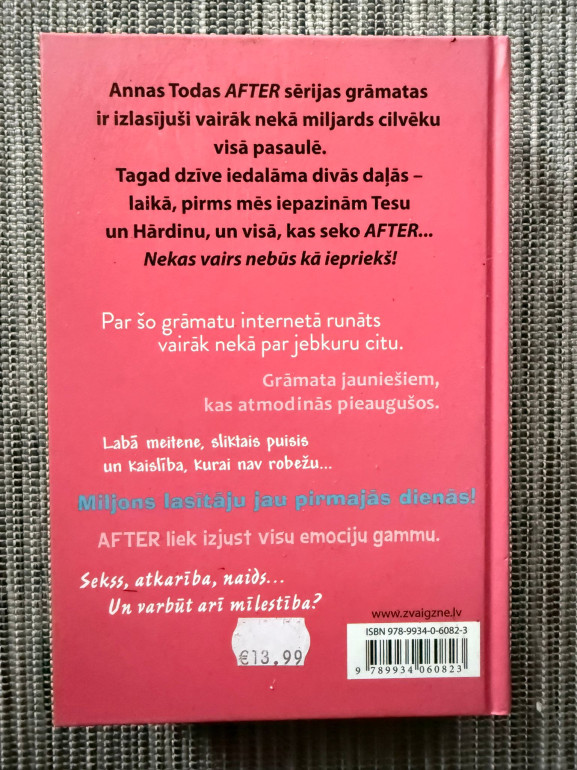 Annas Todas AFTER sērijas grāmatas
ir izlasījuši vairāk nekā miljards cilvēku
visā pasaulē.
Tagad dzīve iedalāma divās daļās –
laikā, pirms mēs iepazinām Tesu
un Hārdinu, un visā, kas seko AFTER...
Nekas vairs nebūs kā iepriekš!
Par šo grāmatu internetā runāts
vairāk nekā par jebkuru citu.
Grāmata jauniešiem,
kas atmodinās pieaugušos.
Labā meitene, sliktais puisis
un kaislība, kurai nav robežu...
Miljons lasītāju jau pirmajās dienās!
AFTER liek izjust visu emociju gammu.
Sekss, atkarība, naids...
Un varbūt arī mīlestība?
www.zvaigzne.lv
ISBN 978-9934-0-6082-3
€13.99
9 789934 060823